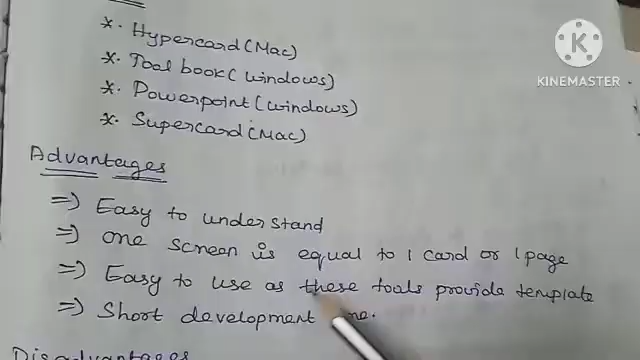 *. Hypercard (Mac)
*. Tool book (windows)
*. Powerpoint (windows)
*. Supercard (Mac)
KINEMASTER
Advantages
=> Easy to understand
=> One screen is equal to 1 card or 1 page
=> Easy to use as these tools provide template
=> Short development
Disadvantages